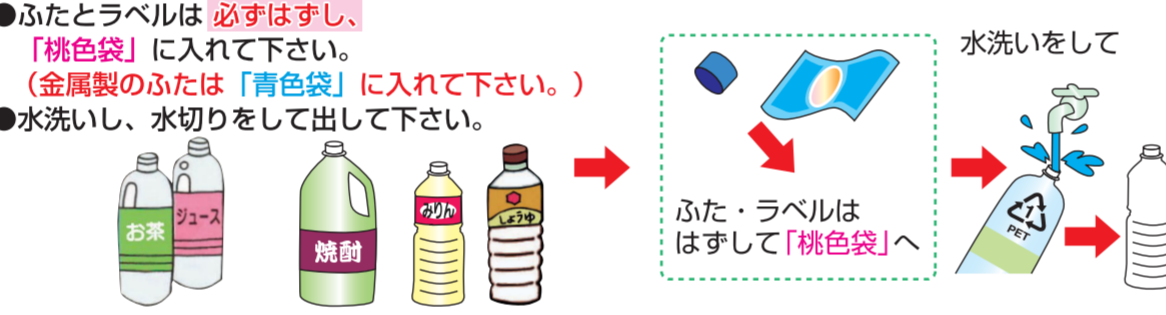 ●ふたとラベルは 必ずはずし、
「桃色袋」に入れて下さい。
（金属製のふたは「青色袋」に入れて下さい。）
●水洗いし、水切りをして出して下さい。
お茶
ジュース
焼酎
みりん
しょうゆ
ふた・ラベルは
はずして「桃色袋」へ
水洗いをして
1
PET